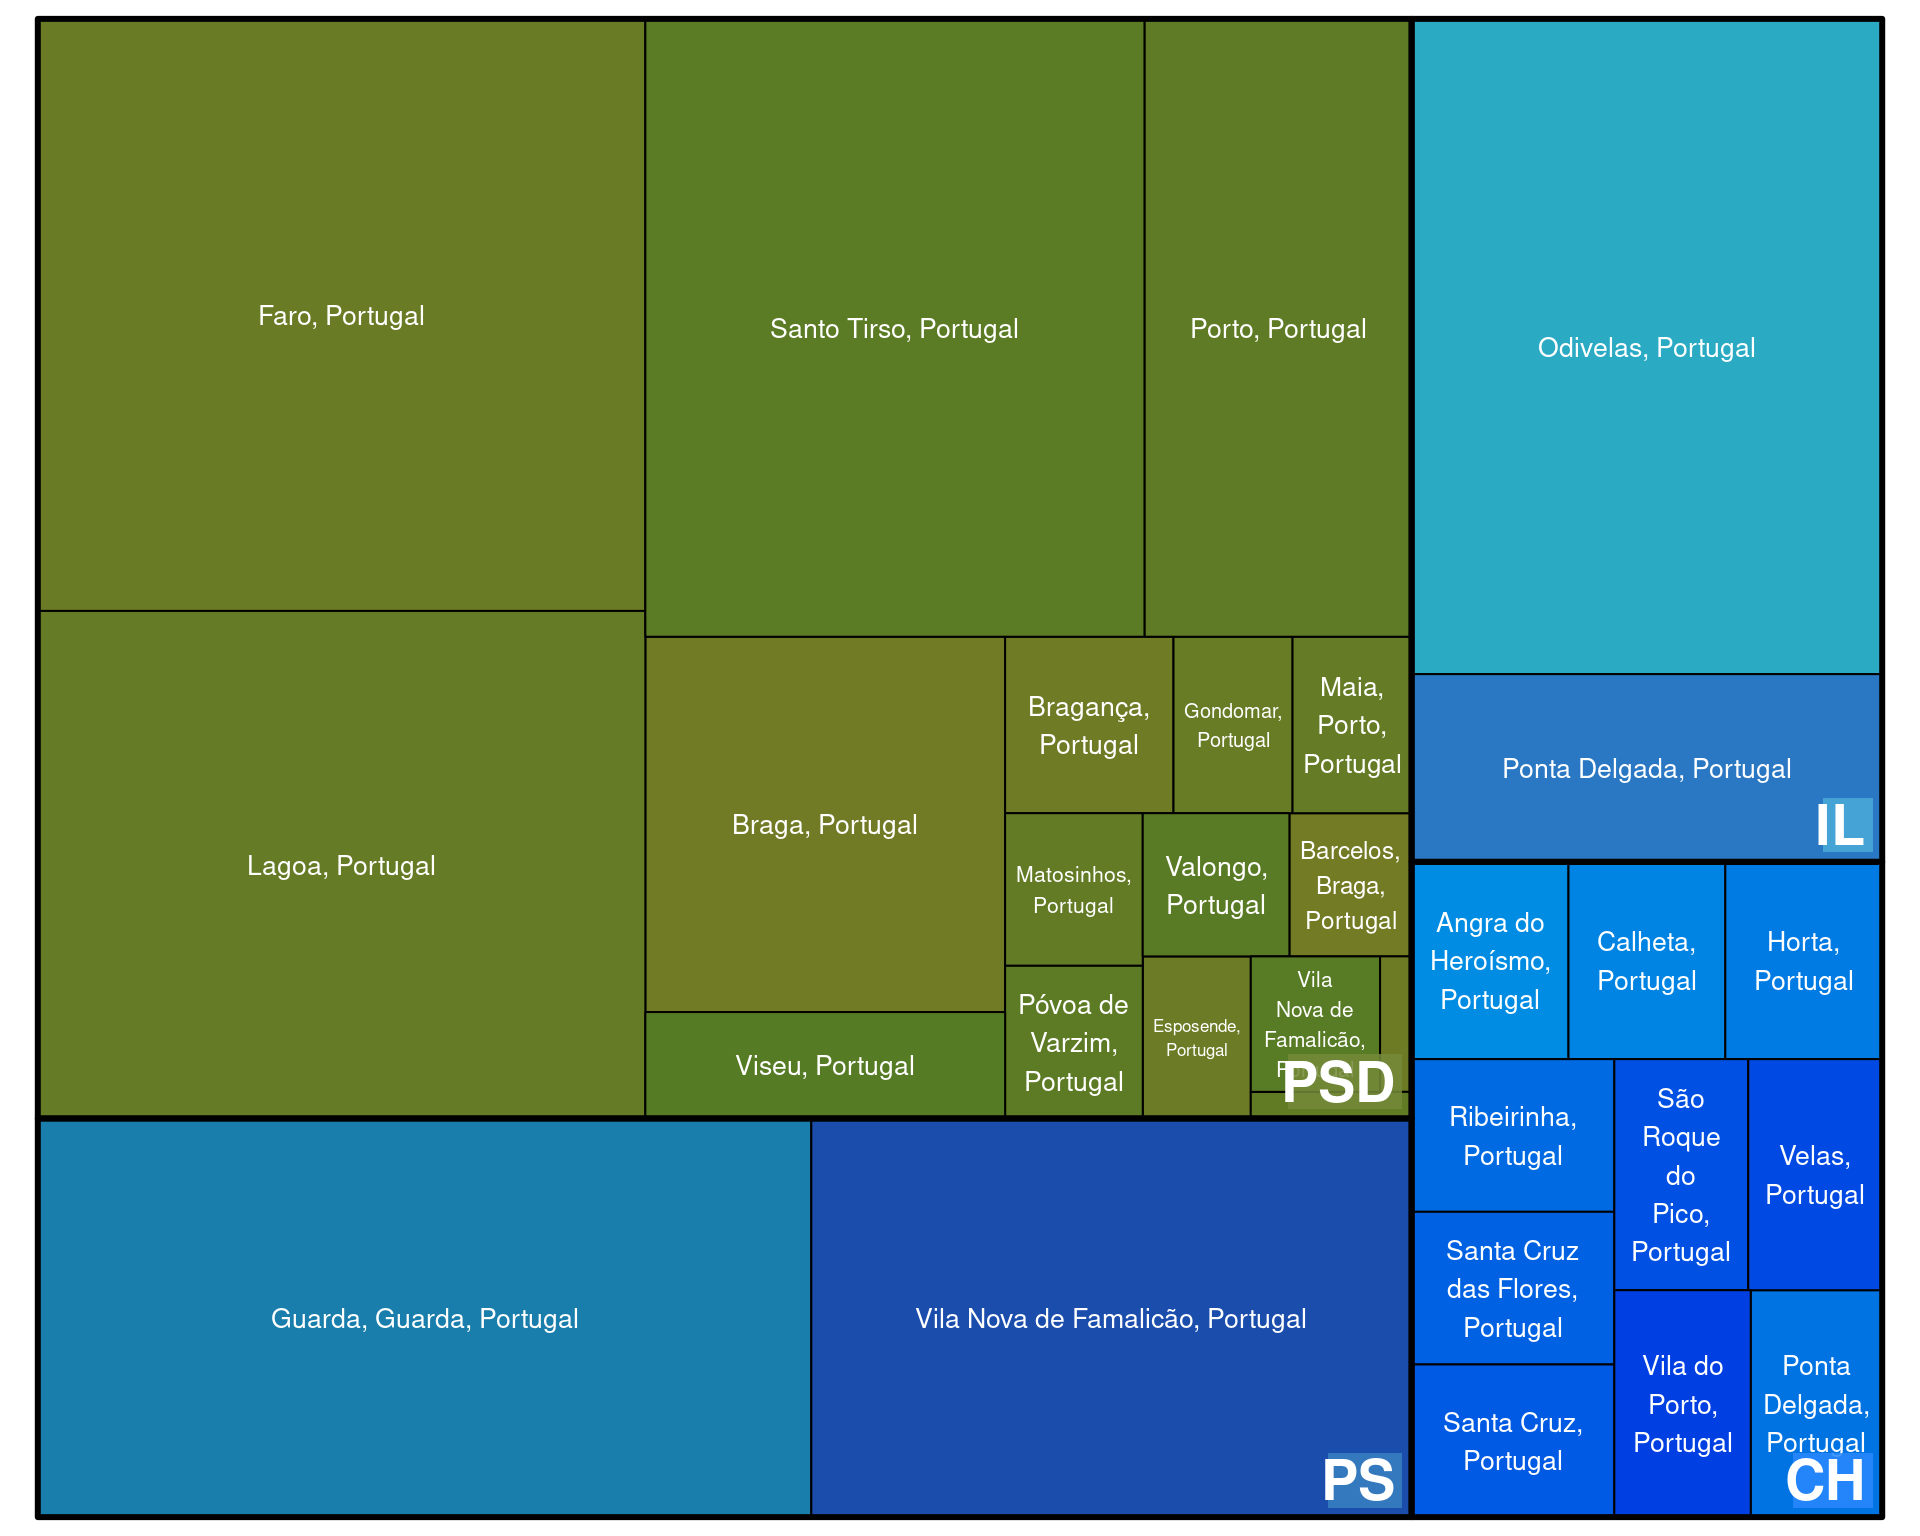 Faro, Portugal
Lagoa, Portugal
Santo Tirso, Portugal
Porto, Portugal
Braga, Portugal
Viseu, Portugal
Bragança,
Portugal
Gondomar,
Portugal
Maia,
Porto,
Portugal
Matosinhos,
Portugal
Valongo,
Portugal
Barcelos,
Braga,
Portugal
Póvoa de
Varzim,
Portugal
Esposende,
Portugal
Vila
Nova de
Famalicão,
PSD
Guarda, Guarda, Portugal
Vila Nova de Famalicão, Portugal
PS
Odivelas, Portugal
Ponta Delgada, Portugal
IL
Angra do
Heroísmo,
Portugal
Calheta,
Portugal
Horta,
Portugal
Ribeirinha,
Portugal
Santa Cruz
das Flores,
Portugal
Santa Cruz,
Portugal
São
Roque
do
Pico,
Portugal
Velas,
Portugal
Vila do
Porto,
Portugal
Ponta
Delgada,
Portugal
CH